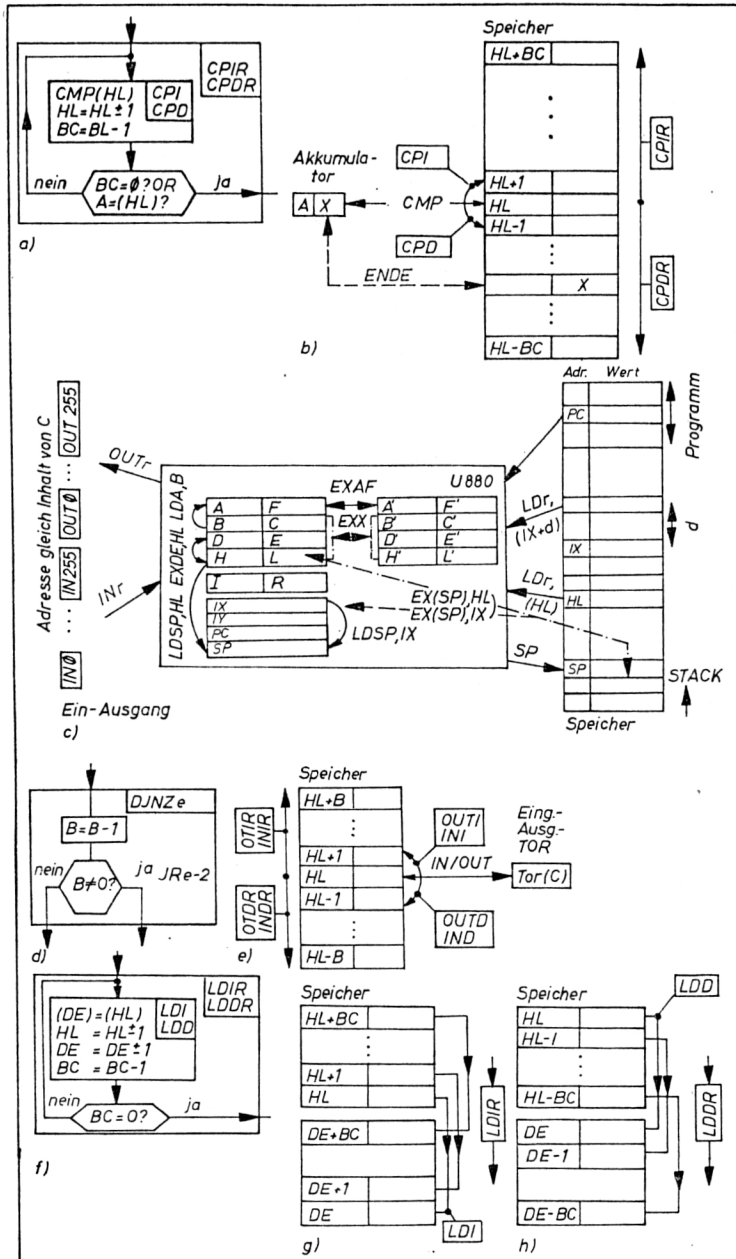 CPIR
CPDR
CMP(HL)
HL=HL±1
BC=BL-1
CPI
CPD
nein
BC=Ø?OR
A=(HL)?
ja
a)
Speicher
HL+BC
Akkumula-
tor
A X
CPI
CMP
CPD
HL+1
HL
HL-1
ENDE
X
HL-BC
CPIR
CPDR
b)
Adresse gleich Inhalt von C
INØ ... IN255 OUTØ ... OUT 255
OUTr
INr
Ein-Ausgang
c)
LDSP,HL EXDE,HL LDA,B
U880
EXAF
A F
B C
D E
H L
EXX
A' F'
B' C'
D' E'
H' L'
I R
IX
IY
PC
SP
EX(SP),HL
EX(SP),IX
LDSP,IX
LDr,
(IX+d)
LDr,
(HL)
SP
Adr. Wert
PC
IX
HL
SP
Programm
d
STACK
Speicher
DJNZe
B=B-1
nein
B≠0?
ja JRe-2
d)
Speicher
HL+B
HL+1
HL
HL-1
HL-B
OTIR
INIR
OTDR
INDR
OUTI
INI
IN/OUT
OUTD
IND
Eing.-
Ausg.-
TOR
Tor(C)
e)
LDIR
LDDR
(DE)=(HL)
HL =HL±1
DE =DE±1
BC =BC-1
LDI
LDD
nein
BC=0?
ja
f)
Speicher
HL+BC
HL+1
HL
DE+BC
DE+1
DE
LDIR
LDI
g)
Speicher
HL
HL-1
HL-BC
DE
DE-1
DE-BC
LDD
LDDR
h)